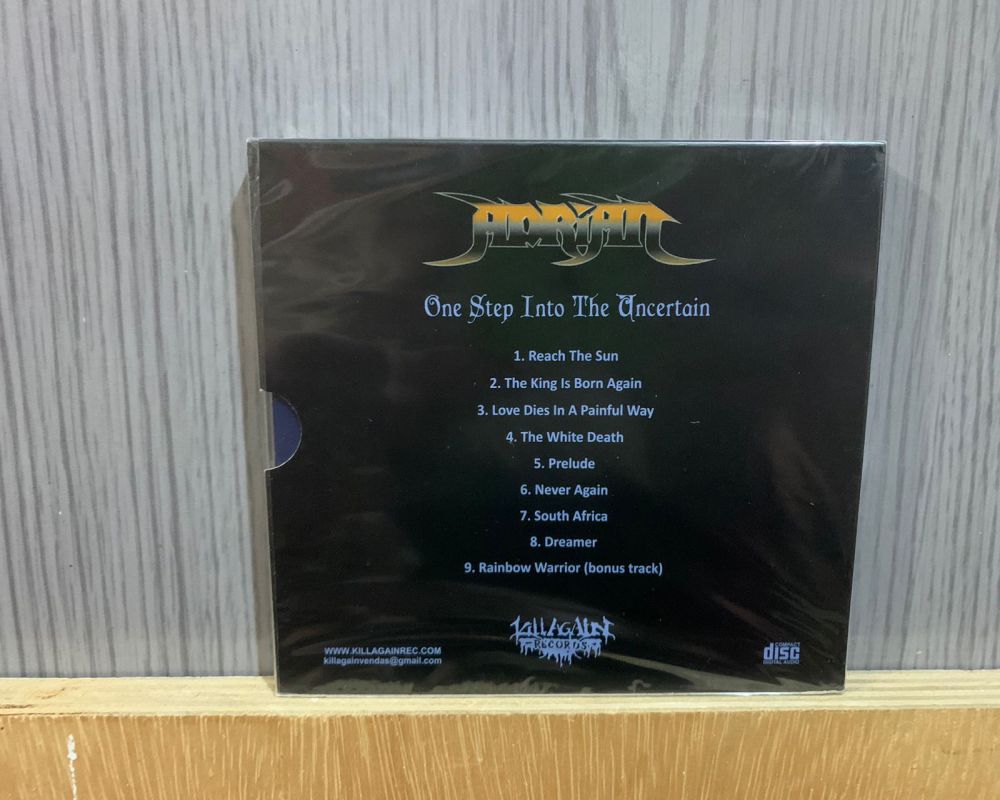 ADRIAN
One Step Into The Uncertain
1. Reach The Sun
2. The King Is Born Again
3. Love Dies In A Painful Way
4. The White Death
5. Prelude
6. Never Again
7. South Africa
8. Dreamer
9. Rainbow Warrior (bonus track)
KILL AGAIN
RECORDS
WWW.KILLAGAINREC.COM
killagainvendas@gmail.com
COMPACT
disc
DIGITAL AUDIO